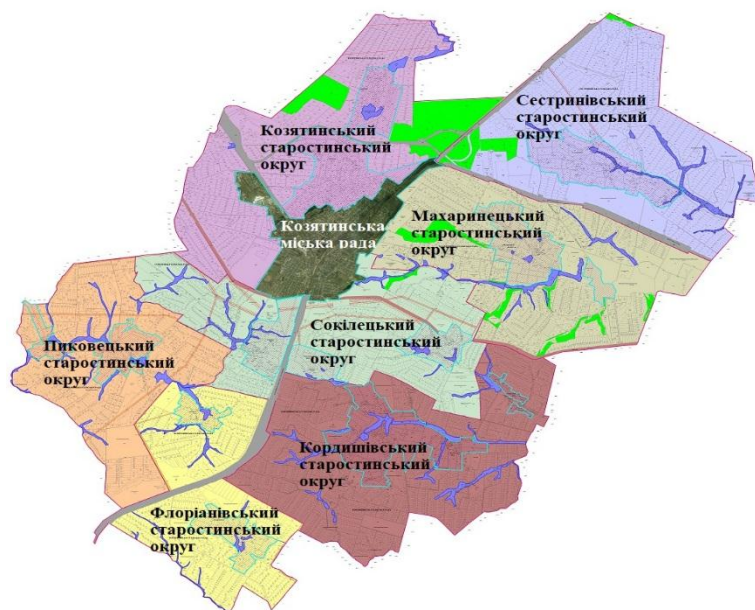 Сестринівський
старостинський
округ
Козятинський
старостинський
округ
Махаринецький
старостинський
округ
Козятинська
міська рада
Сокілецький
старостинський
округ
Пиковецький
старостинський
округ
Кордишівський
старостинський
округ
Флоріанівський
старостинський
округ